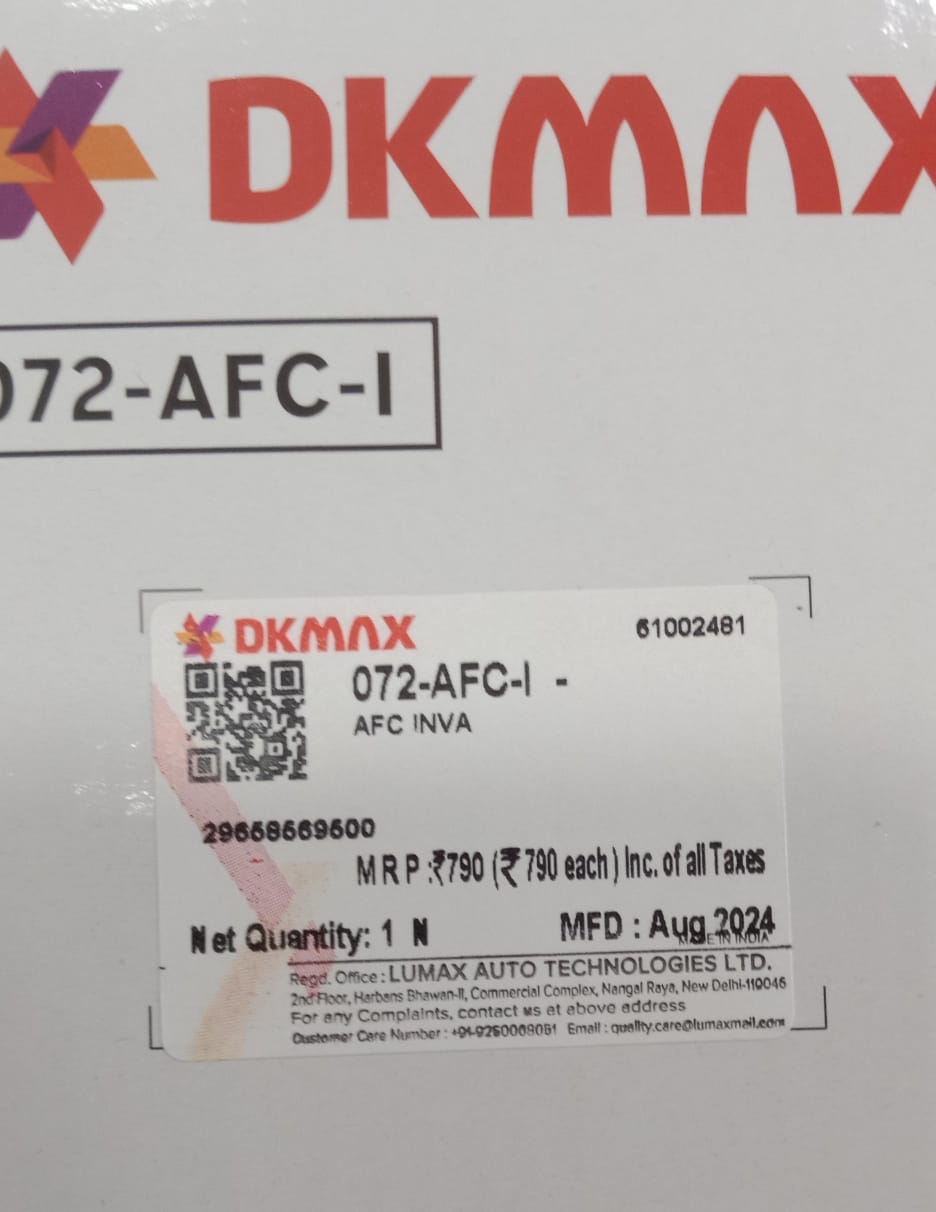 DKMAX
072-AFC-I
DKMAX
61002481
072-AFC-I -
AFC INVA
MRP :₹790 (₹790 each) Inc. of all Taxes
Net Quantity: 1 N
MFD : Aug 2024
MADE IN INDIA
Regd. Office : LUMAX AUTO TECHNOLOGIES LTD.
2nd Floor, Harbans Bhawan-II, Commercial Complex, Nangal Raya, New Delhi-110046
For any Complaints, contact us at above address
Customer Care Number : Email : quality.care@lumaxmail.com